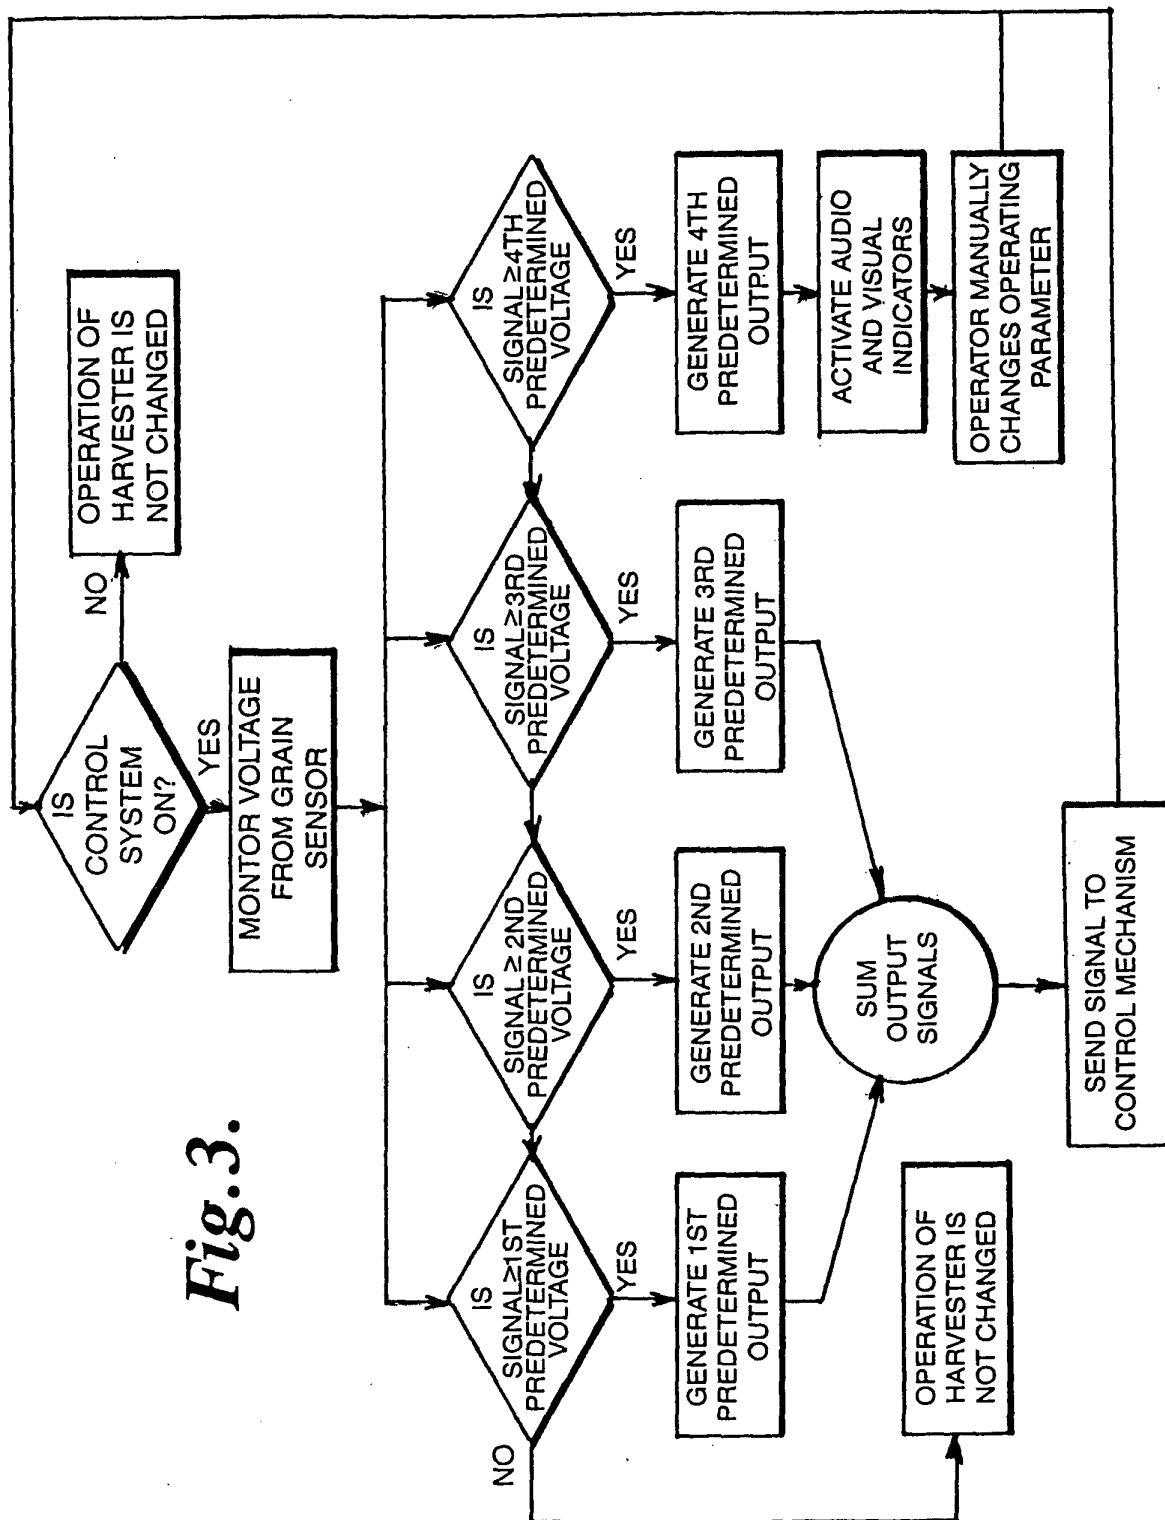 Fig.3.
IS
CONTROL
SYSTEM
ON?
NO
OPERATION OF
HARVESTER IS
NOT CHANGED
YES
MONTOR VOLTAGE
FROM GRAIN
SENSOR
IS
SIGNAL≥1ST
PREDETERMINED
VOLTAGE
IS
SIGNAL≥ 2ND
PREDETERMINED
VOLTAGE
IS
SIGNAL≥3RD
PREDETERMINED
VOLTAGE
IS
SIGNAL≥4TH
PREDETERMINED
VOLTAGE
NO
YES
YES
YES
YES
GENERATE 1ST
PREDETERMINED
OUTPUT
GENERATE 2ND
PREDETERMINED
OUTPUT
GENERATE 3RD
PREDETERMINED
OUTPUT
GENERATE 4TH
PREDETERMINED
OUTPUT
SUM
OUTPUT
SIGNALS
ACTIVATE AUDIO
AND VISUAL
INDICATORS
OPERATION OF
HARVESTER IS
NOT CHANGED
OPERATOR MANUALLY
CHANGES OPERATING
PARAMETER
SEND SIGNAL TO
CONTROL MECHANISM